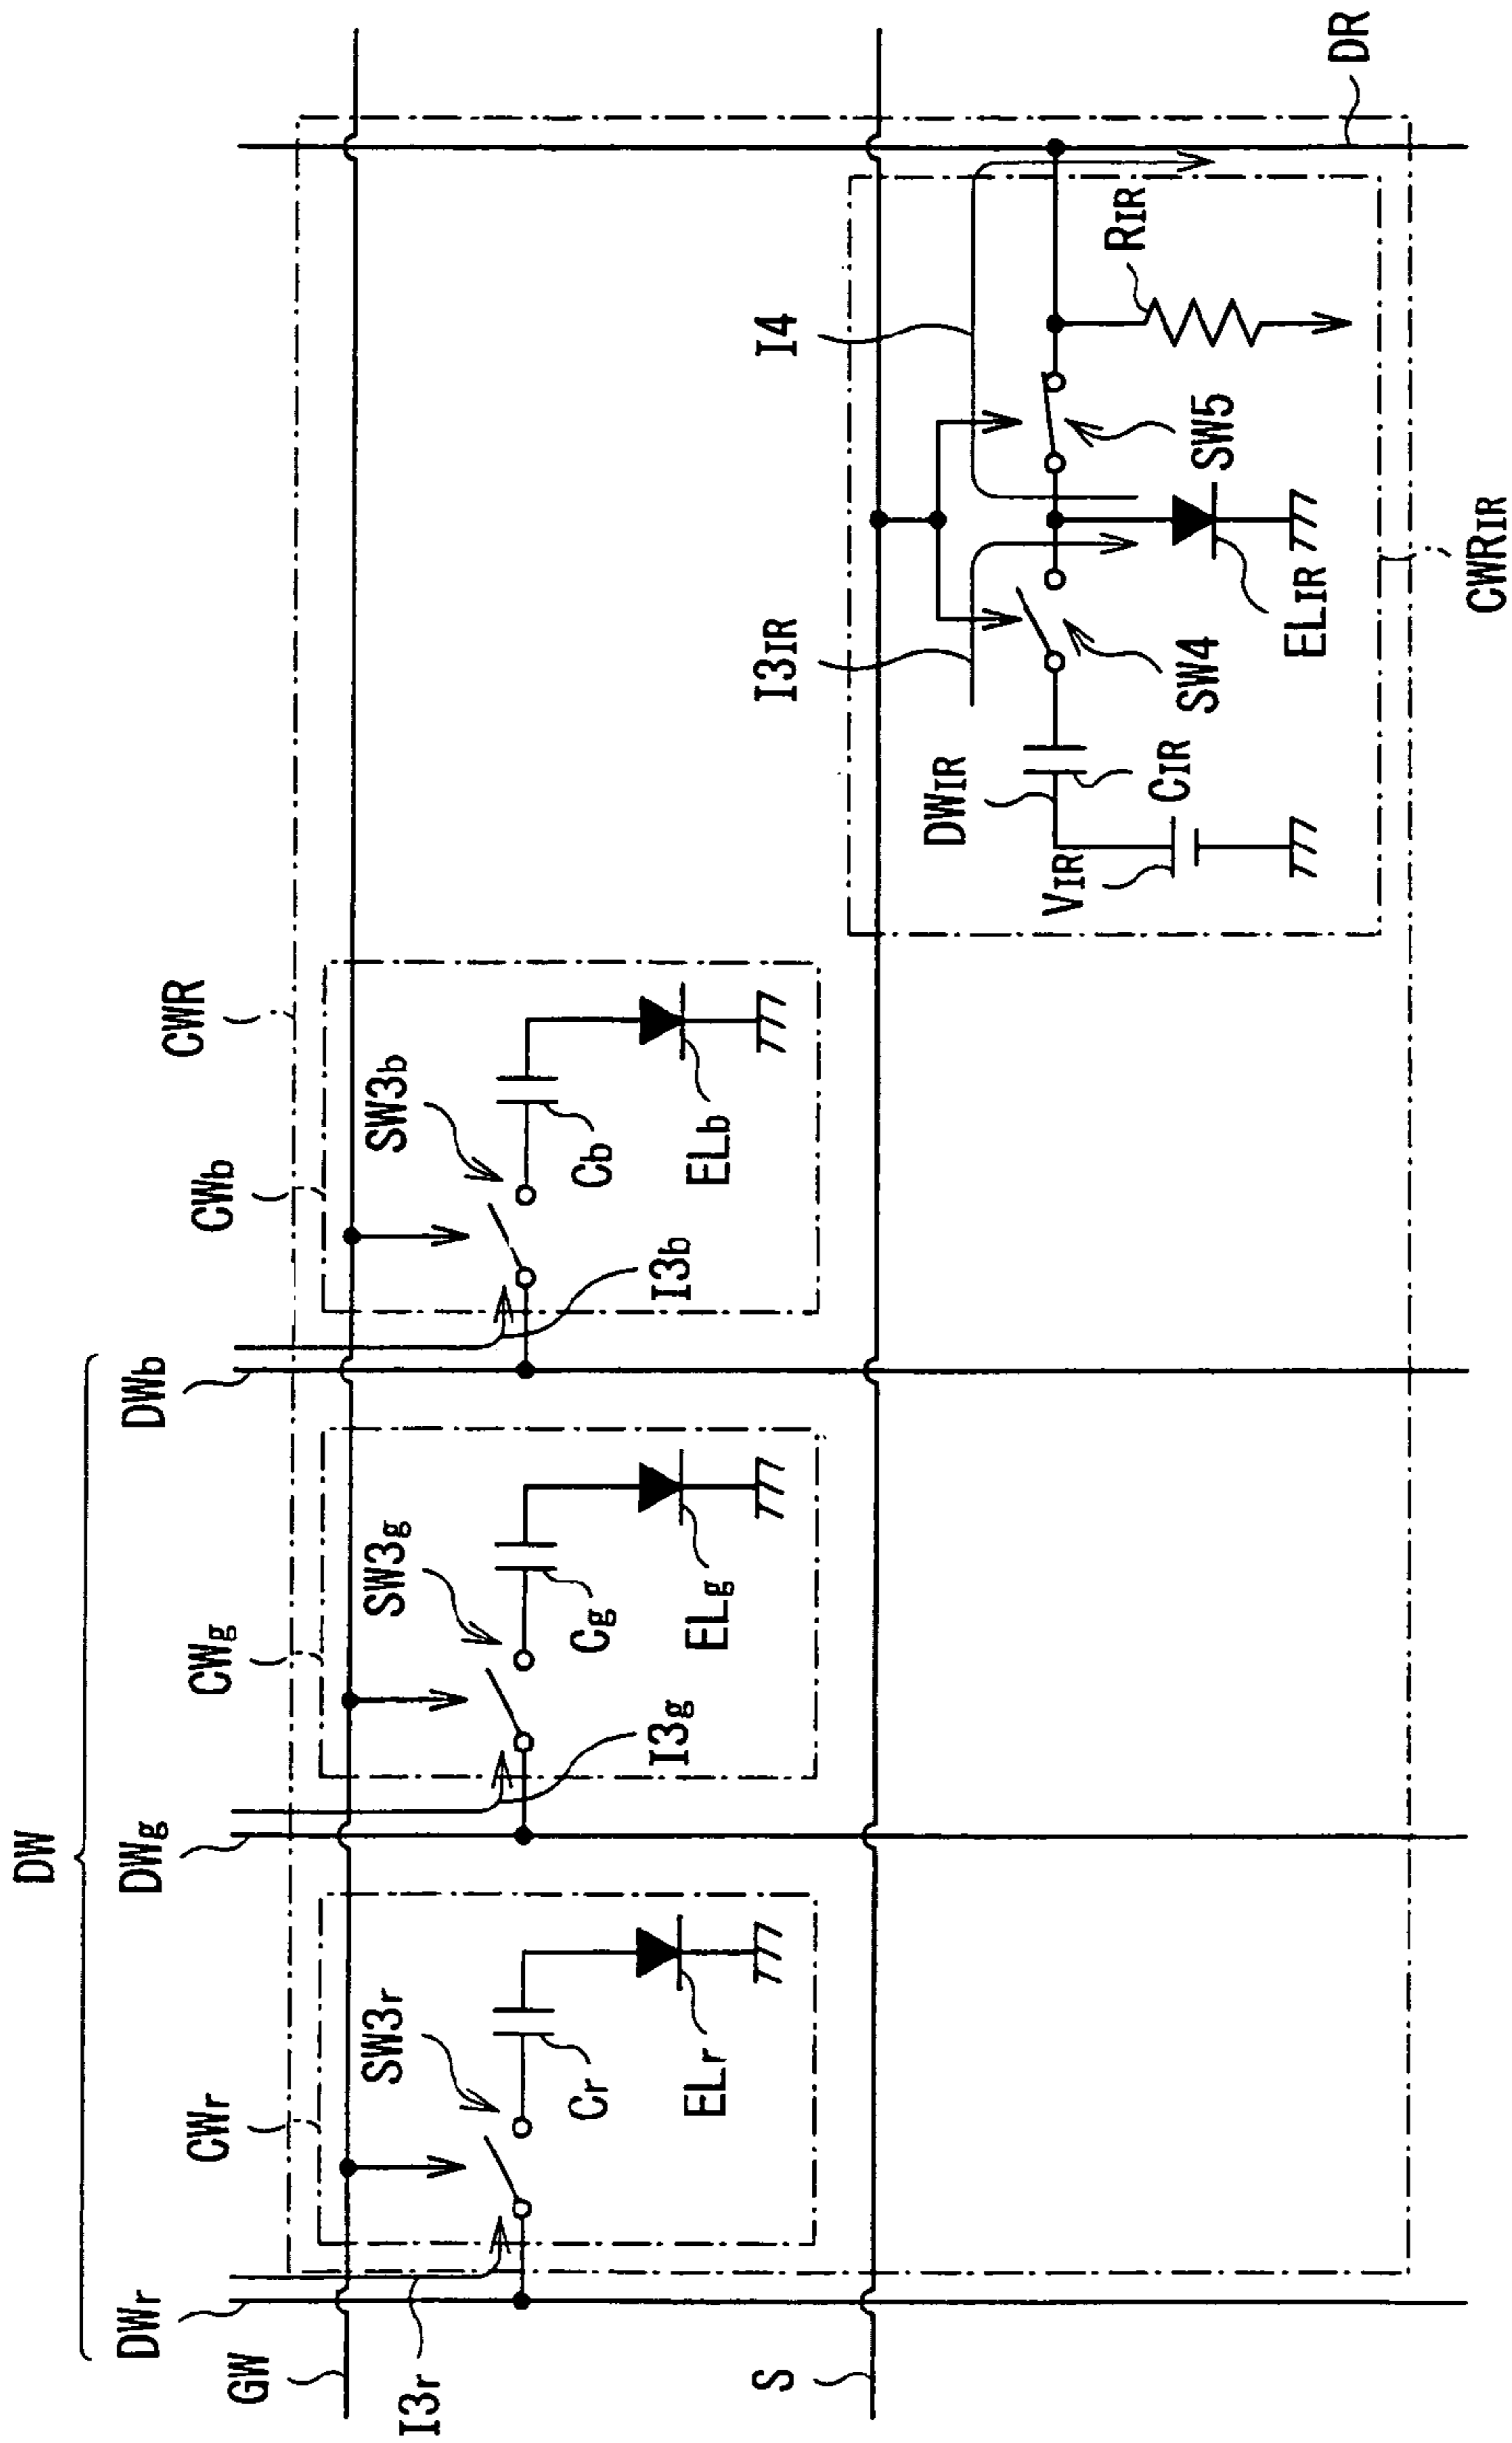 DW
DWr
DWg
DWb
GW
I3r
CWr
SW3r
Cr
ELr
CWg
SW3g
I3g
Cg
ELg
CWb
SW3b
I3b
Cb
ELb
CWR
S
I3IR
I4
DWIR
VIR
CIR
SW4
ELIR
SW5
RIR
CWRIR
DR